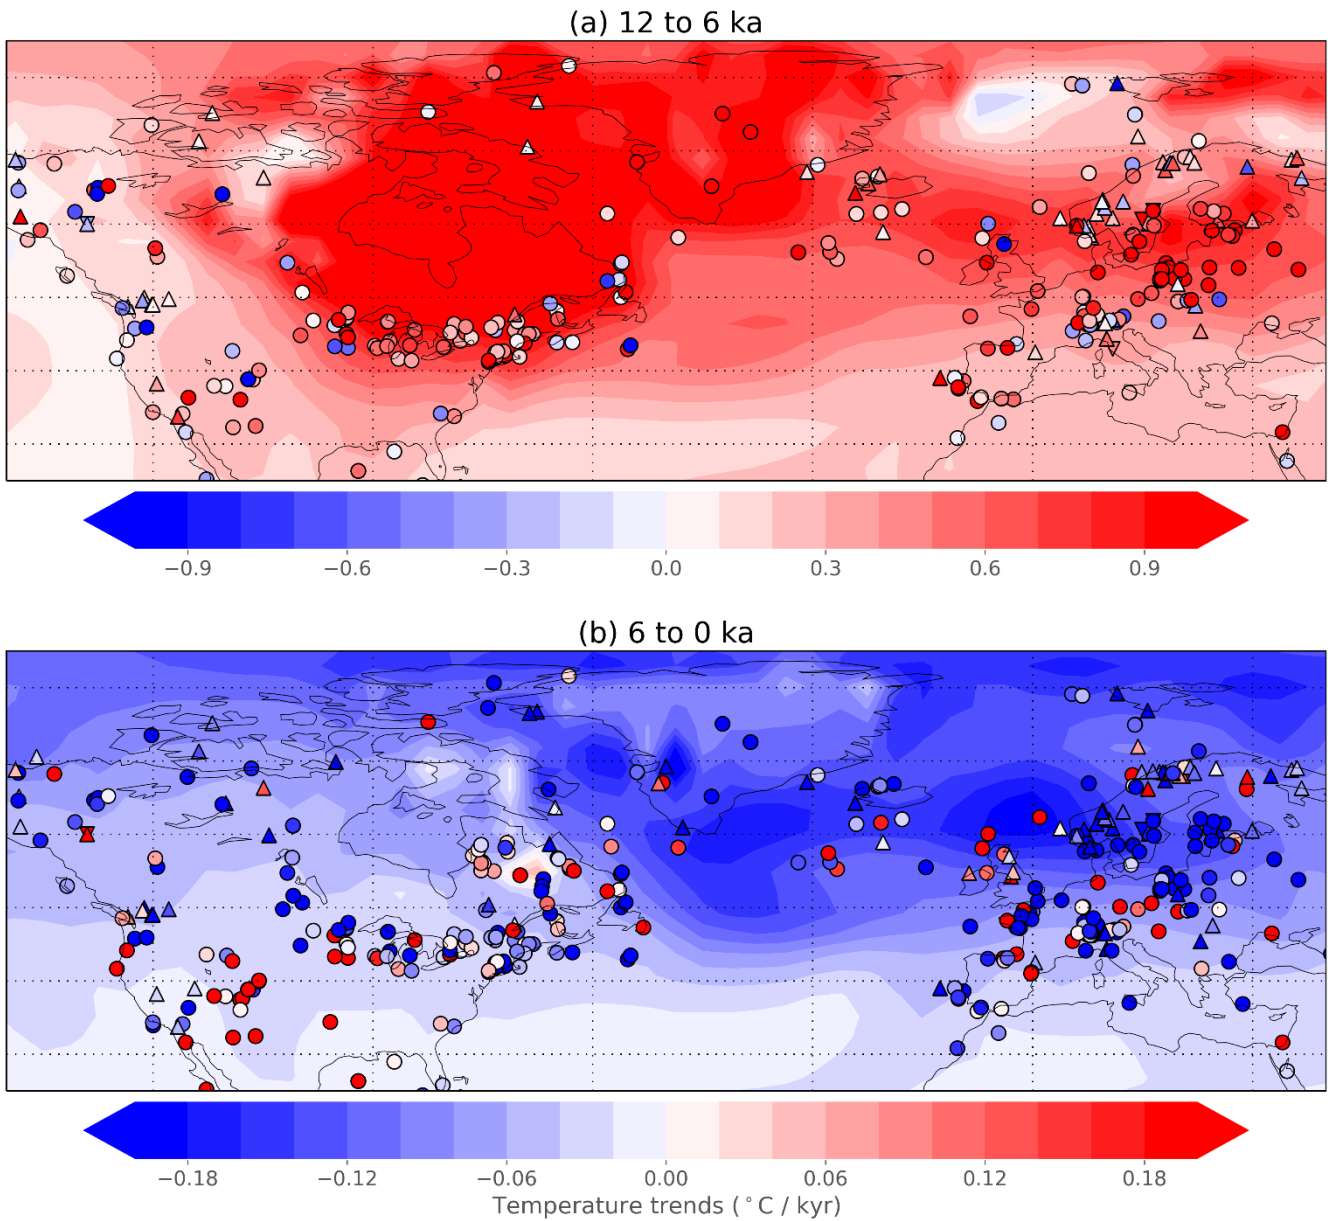 (a) 12 to 6 ka
−0.9 −0.6 −0.3 0.0 0.3 0.6 0.9
(b) 6 to 0 ka
−0.18 −0.12 −0.06 0.00 0.06 0.12 0.18
Temperature trends (°C / kyr)